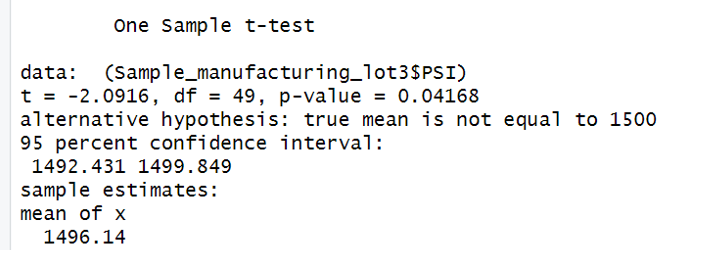 One Sample t-test
data:  (Sample_manufacturing_lot3$PSI)
t = -2.0916, df = 49, p-value = 0.04168
alternative hypothesis: true mean is not equal to 1500
95 percent confidence interval:
1492.431 1499.849
sample estimates:
mean of x
1496.14